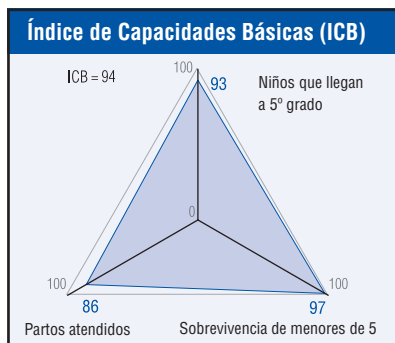 Índice de Capacidades Básicas (ICB)
ICB = 94
100
93
Niños que llegan
a 5º grado
0
100
100
86
97
Partos atendidos
Sobrevivencia de menores de 5